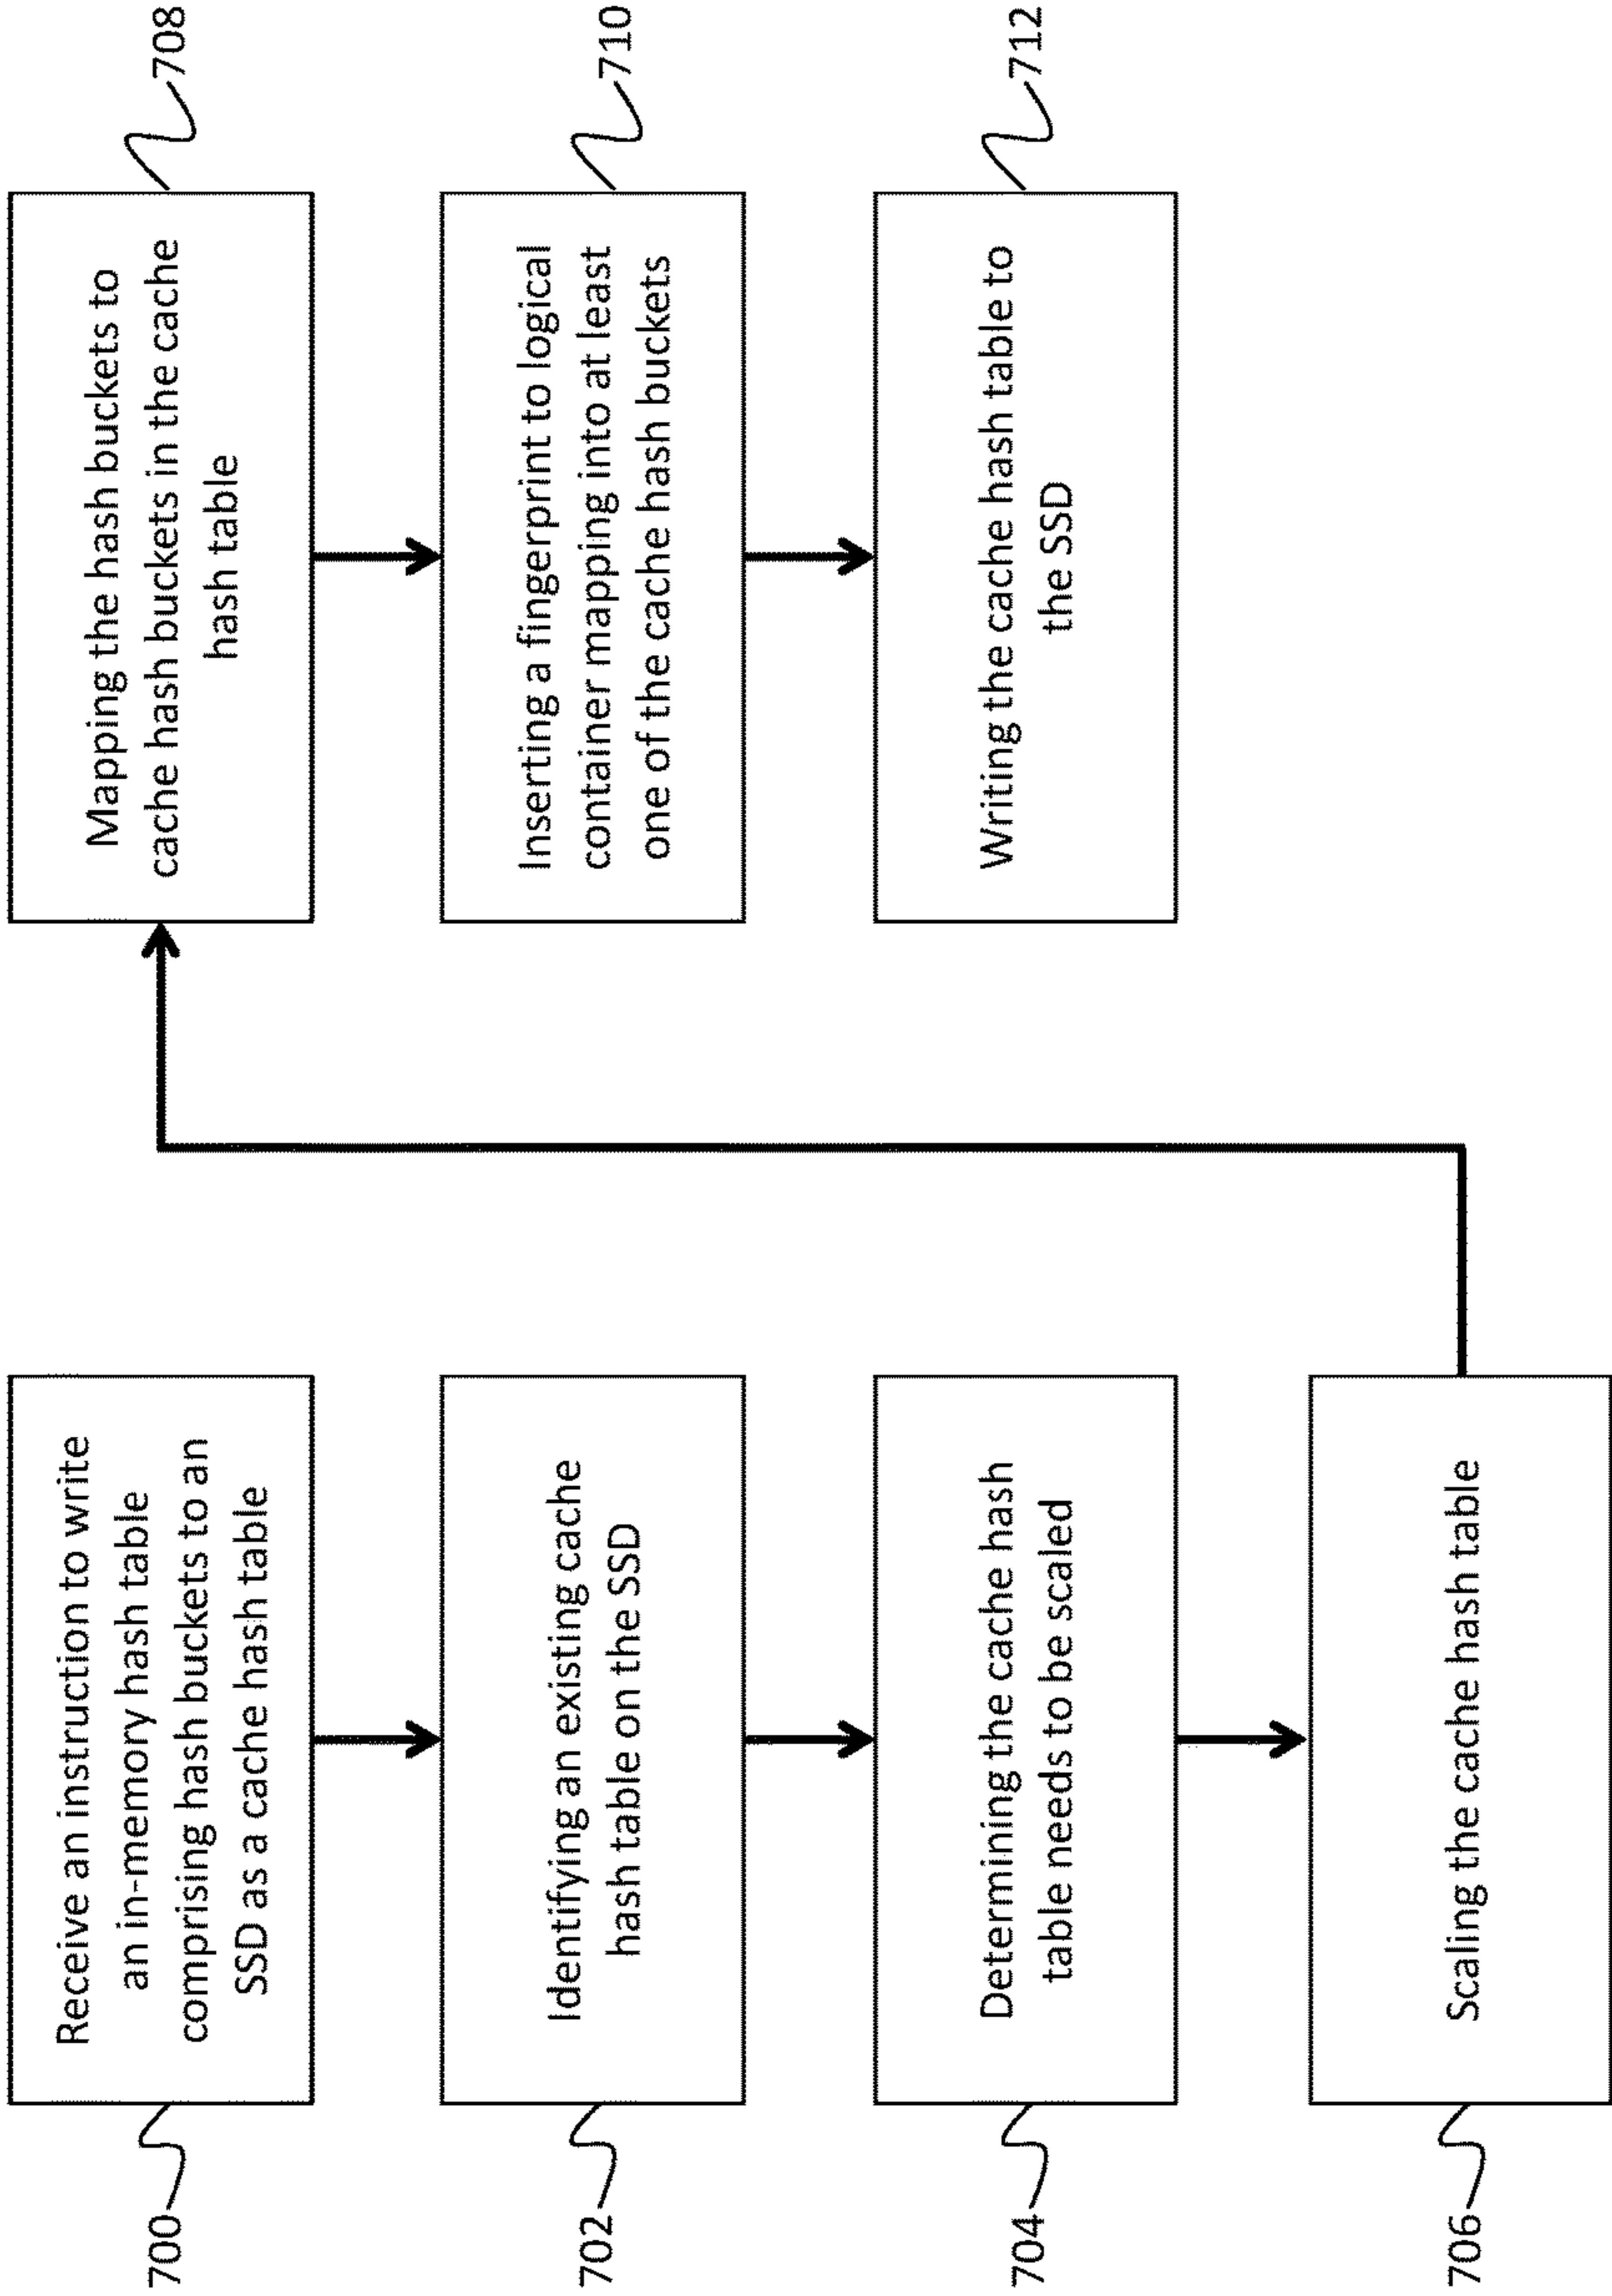 700
Receive an instruction to write
an in-memory hash table
comprising hash buckets to an
SSD as a cache hash table
702
Identifying an existing cache
hash table on the SSD
704
Determining the cache hash
table needs to be scaled
706
Scaling the cache hash table
708
Mapping the hash buckets to
cache hash buckets in the cache
hash table
710
Inserting a fingerprint to logical
container mapping into at least
one of the cache hash buckets
712
Writing the cache hash table to
the SSD